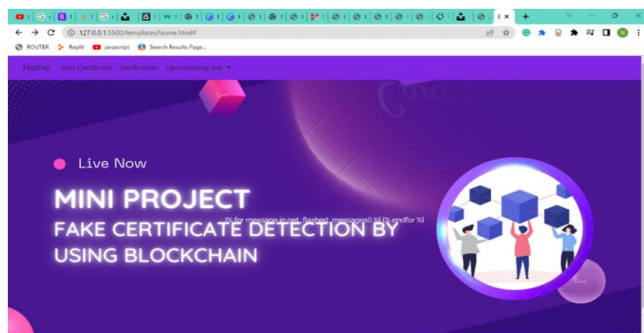 127.0.0.1:5500/templates/home.html#
ROUTER Replit javascript Search Results Page...
Home Add Certificate Verification Upcomming link
Live Now
MINI PROJECT
{% for message in get_flashed_messages() %} {% endfor %}
FAKE CERTIFICATE DETECTION BY
USING BLOCKCHAIN